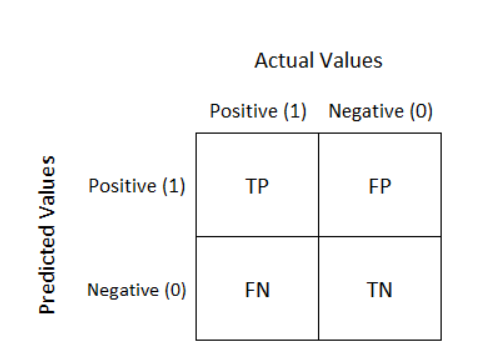 Actual Values
Positive (1) Negative (0)
Predicted Values
Positive (1) TP FP
Negative (0) FN TN